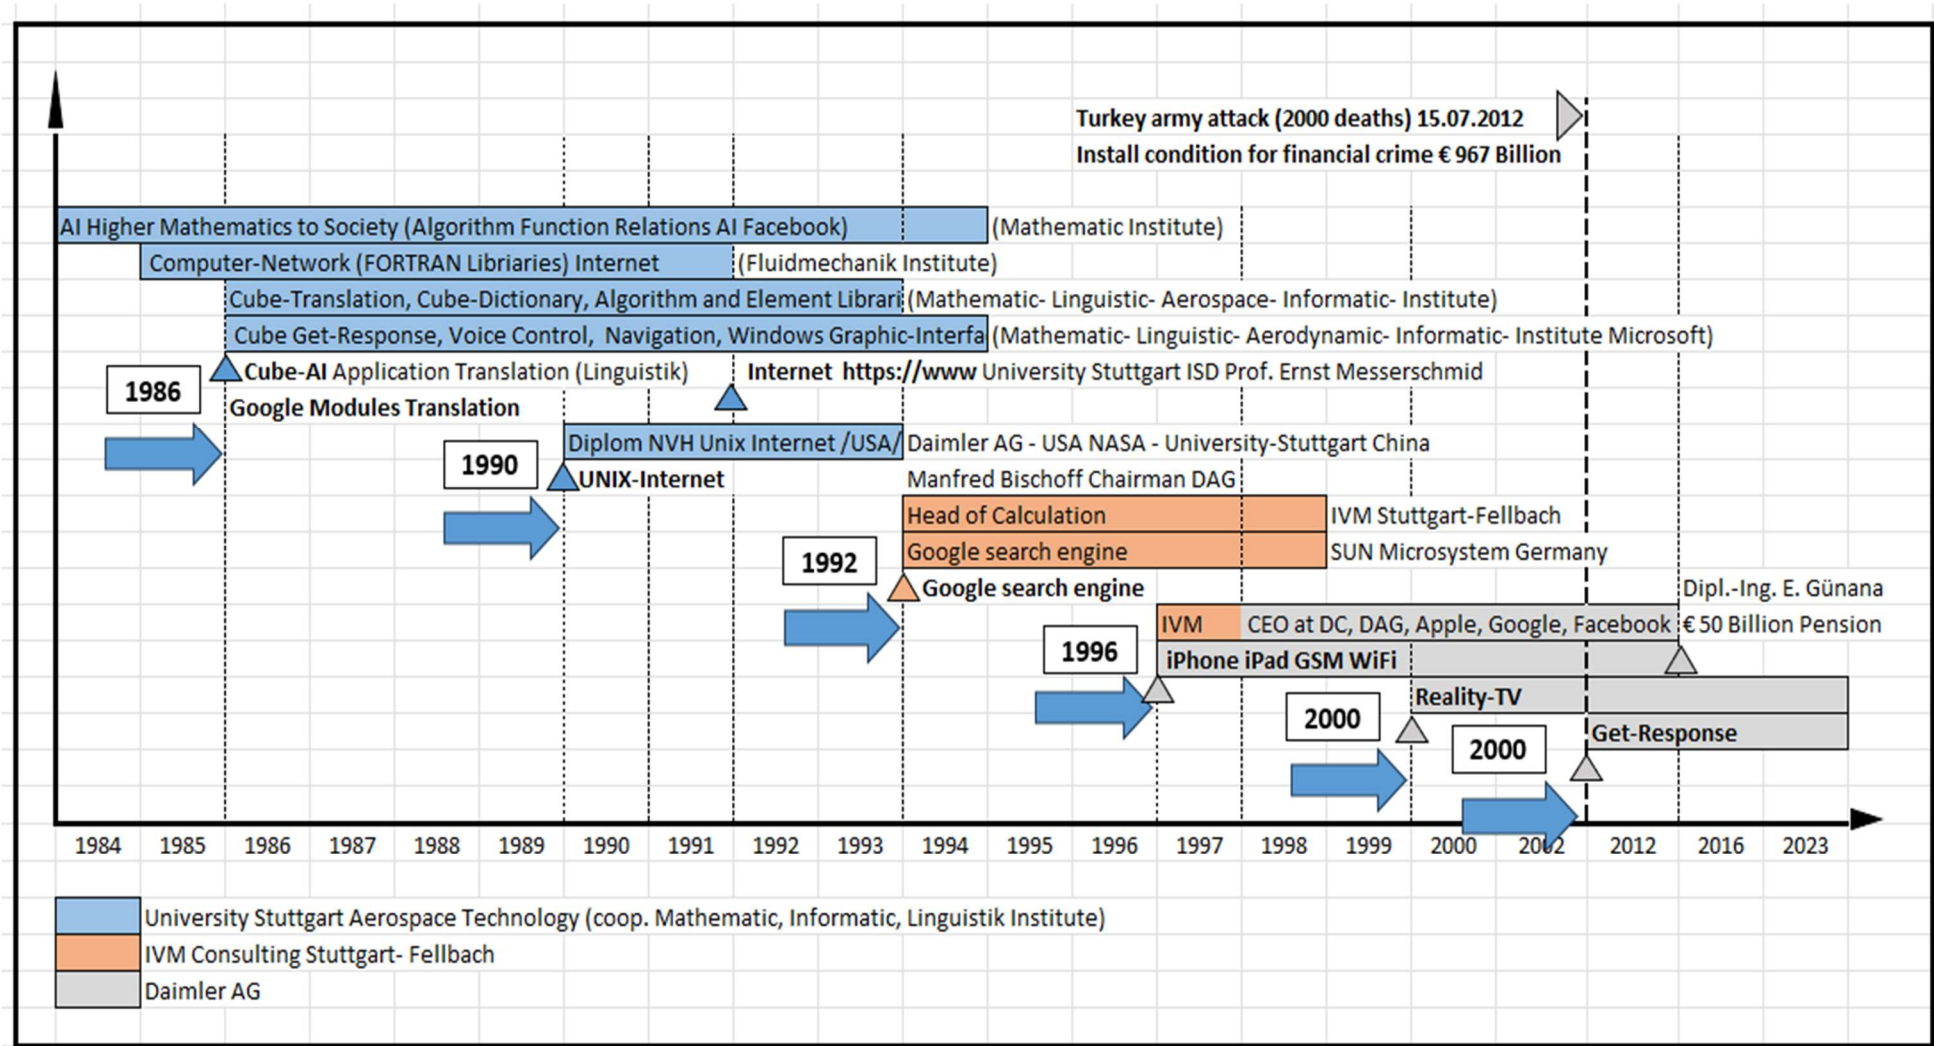 Turkey army attack (2000 deaths) 15.07.2012
Install condition for financial crime € 967 Billion
AI Higher Mathematics to Society (Algorithm Function Relations AI Facebook) (Mathematic Institute)
Computer-Network (FORTRAN Libriaries) Internet (Fluidmechanik Institute)
Cube-Translation, Cube-Dictionary, Algorithm and Element Librari (Mathematic- Linguistic- Aerospace- Informatic- Institute)
Cube Get-Response, Voice Control, Navigation, Windows Graphic-Interfa (Mathematic- Linguistic- Aerodynamic- Informatic- Institute Microsoft)
Cube-AI Application Translation (Linguistik) Internet https://www University Stuttgart ISD Prof. Ernst Messerschmid
1986
Google Modules Translation
Diplom NVH Unix Internet /USA/ Daimler AG - USA NASA - University-Stuttgart China
1990
UNIX-Internet Manfred Bischoff Chairman DAG
Head of Calculation IVM Stuttgart-Fellbach
Google search engine SUN Microsystem Germany
1992
Google search engine Dipl.-Ing. E. Günana
IVM CEO at DC, DAG, Apple, Google, Facebook € 50 Billion Pension
1996
iPhone iPad GSM WiFi
Reality-TV
2000
Get-Response
2000
1984 1985 1986 1987 1988 1989 1990 1991 1992 1993 1994 1995 1996 1997 1998 1999 2000 2002 2012 2016 2023
University Stuttgart Aerospace Technology (coop. Mathematic, Informatic, Linguistik Institute)
IVM Consulting Stuttgart- Fellbach
Daimler AG